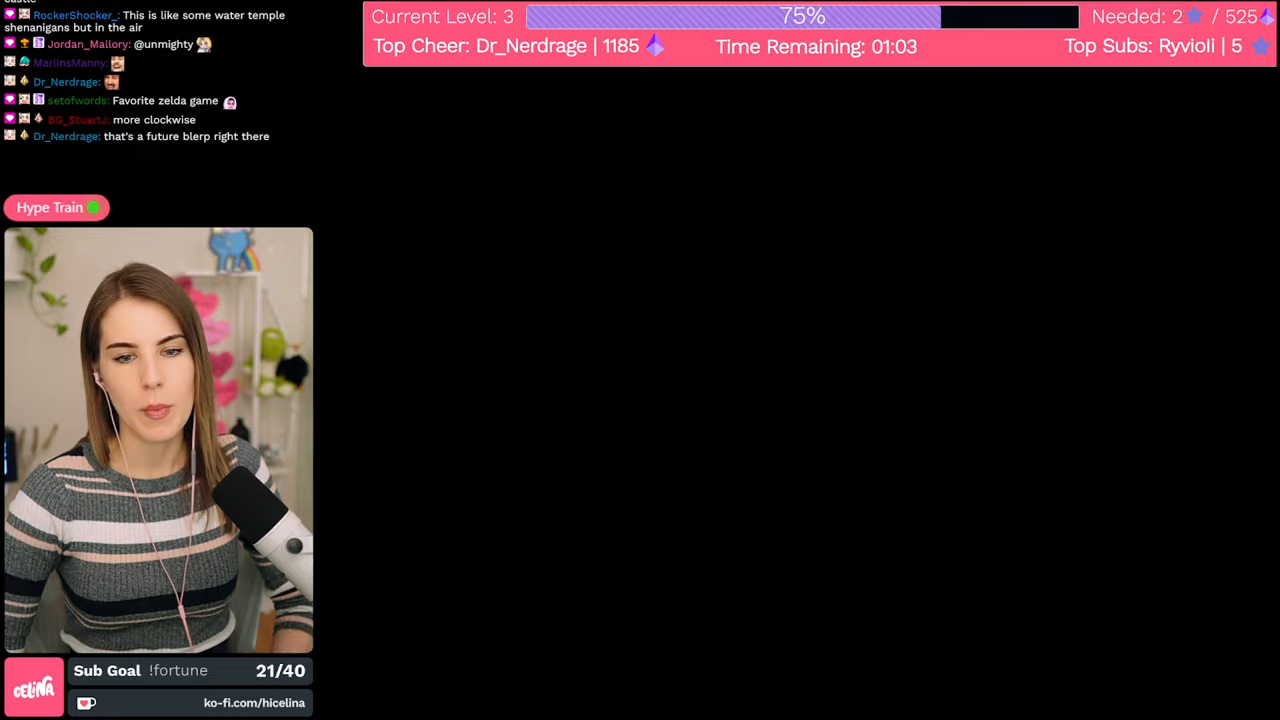 RockerShocker_: This is like some water temple
shenanigans but in the air
Jordan_Mallory: @unmighty
MarlinsManny:
Dr_Nerdrage:
setofwords: Favorite zelda game
BG_StuartJ: more clockwise
Dr_Nerdrage: that's a future blerp right there
Hype Train
Current Level: 3 75% Needed: 2 / 525
Top Cheer: Dr_Nerdrage | 1185 Time Remaining: 01:03 Top Subs: Ryvioli | 5
CELINA
Sub Goal !fortune 21/40
ko-fi.com/hicelina